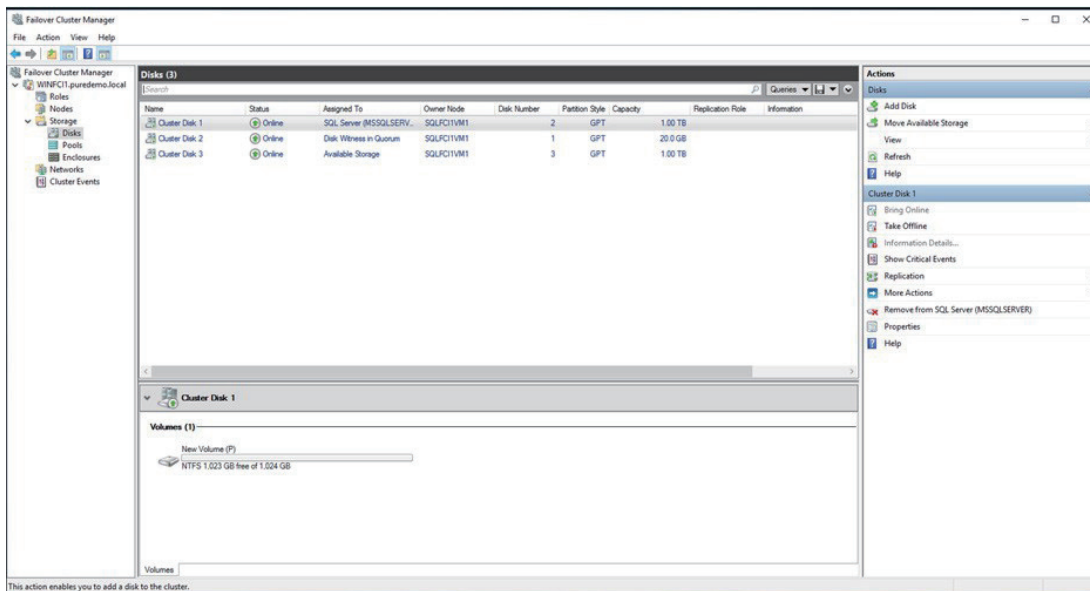 Failover Cluster Manager
File Action View Help
Failover Cluster Manager
WINFCI1.puredemo.local
Roles
Nodes
Storage
Disks
Pools
Enclosures
Networks
Cluster Events
Disks (3)
Search
Queries
Name Status Assigned To Owner Node Disk Number Partition Style Capacity Replication Role Information
Cluster Disk 1 Online SQL Server (MSSQLSERV... SQLFCI1VM1 2 GPT 1.00 TB
Cluster Disk 2 Online Disk Witness in Quorum SQLFCI1VM1 1 GPT 20.0 GB
Cluster Disk 3 Online Available Storage SQLFCI1VM1 3 GPT 1.00 TB
Cluster Disk 1
Volumes (1)
New Volume (P)
NTFS 1,023 GB free of 1,024 GB
Volumes
Actions
Disks
Add Disk
Move Available Storage
View
Refresh
Help
Cluster Disk 1
Bring Online
Take Offline
Information Details...
Show Critical Events
Replication
More Actions
Remove from SQL Server (MSSQLSERVER)
Properties
Help
This action enables you to add a disk to the cluster.